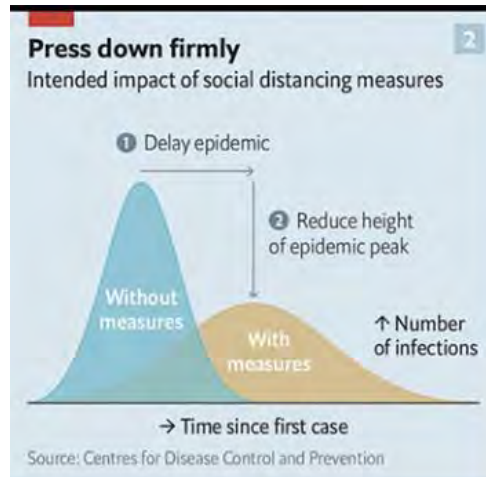 Press down firmly
2
Intended impact of social distancing measures
1 Delay epidemic
2 Reduce height
of epidemic peak
Without
measures
With
measures
↑ Number
of infections
→ Time since first case
Source: Centres for Disease Control and Prevention